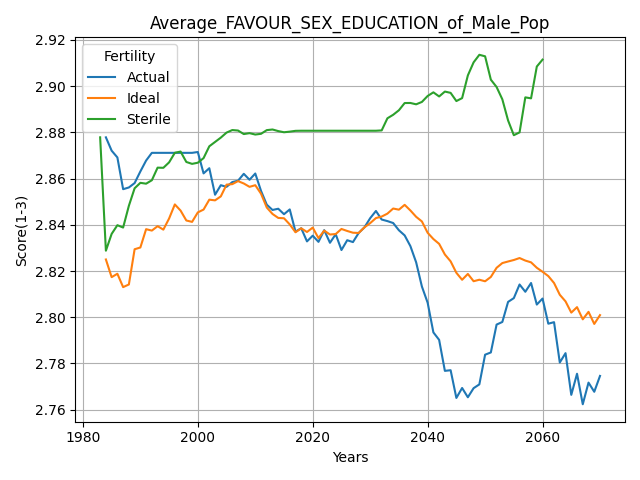 Average_FAVOUR_SEX_EDUCATION_of_Male_Pop
2.92
2.90
2.88
2.86
2.84
2.82
2.80
2.78
2.76
Score(1-3)
Fertility
Actual
Ideal
Sterile
1980
2000
2020
2040
2060
Years